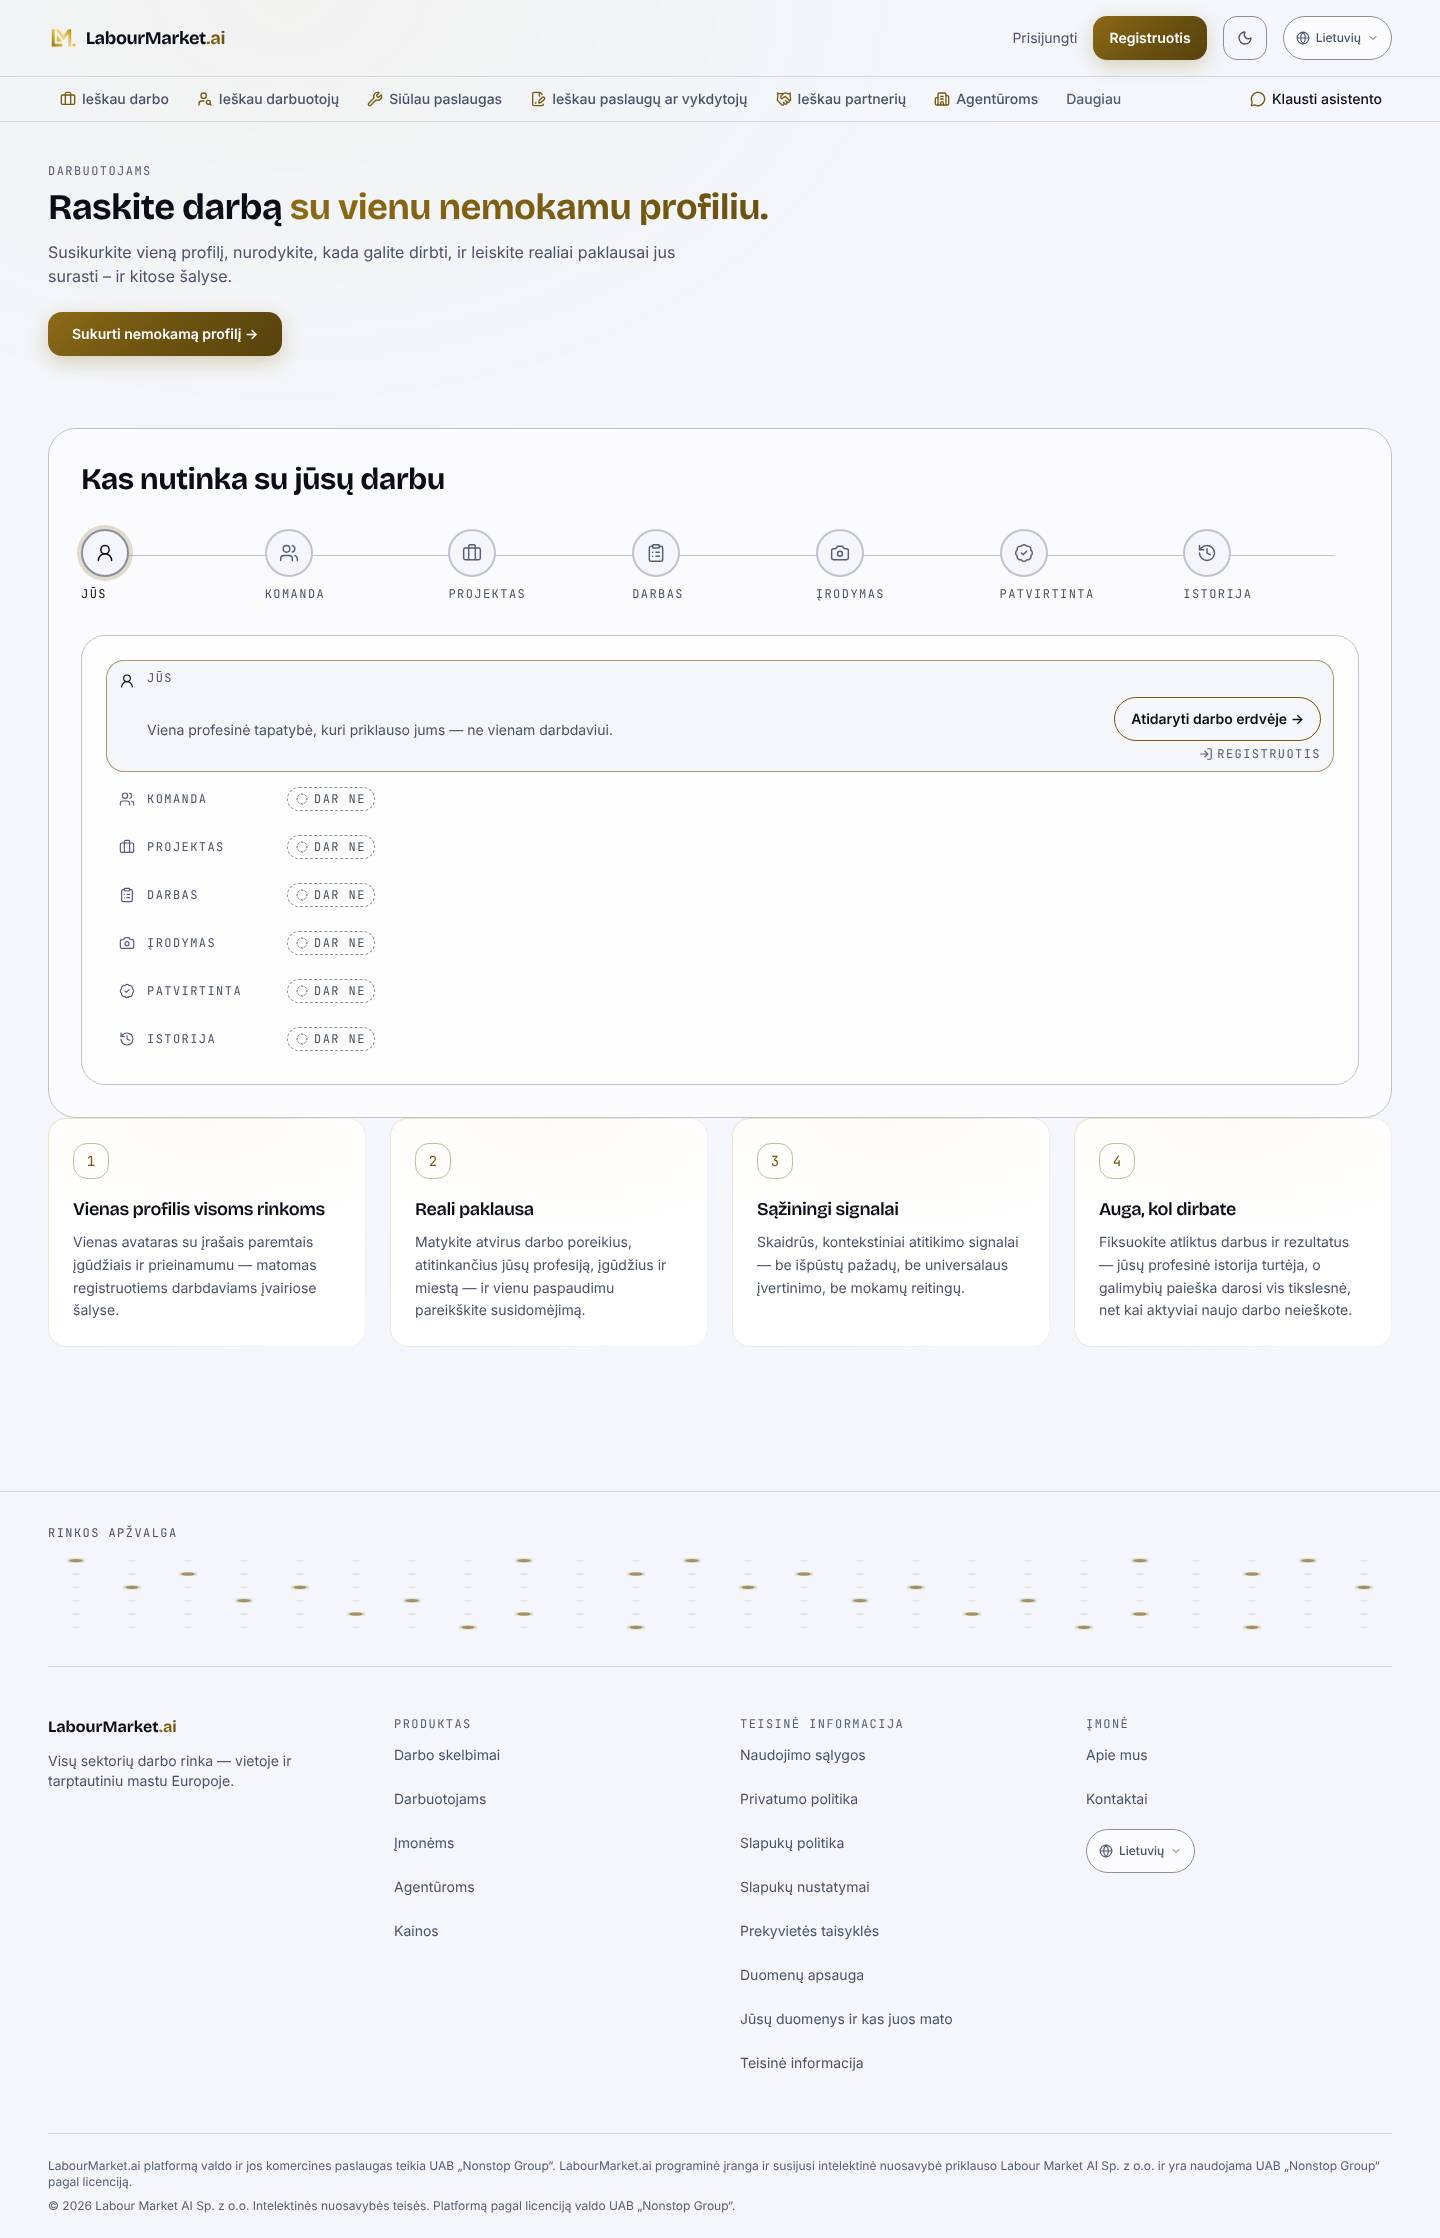 LabourMarket.ai
Prisijungti
Registruotis
Lietuvių
Ieškau darbo
Ieškau darbuotojų
Siūlau paslaugas
Ieškau paslaugų ar vykdytojų
Ieškau partnerių
Agentūroms
Daugiau
Klausti asistento
DARBUOTOJAMS
Raskite darbą su vienu nemokamu profiliu.
Susikurkite vieną profilį, nurodykite, kada galite dirbti, ir leiskite realiai paklausai jus
surasti – ir kitose šalyse.
Sukurti nemokamą profilį →
Kas nutinka su jūsų darbu
JŪS
KOMANDA
PROJEKTAS
DARBAS
ĮRODYMAS
PATVIRTINTA
ISTORIJA
JŪS
Viena profesinė tapatybė, kuri priklauso jums — ne vienam darbdaviui.
Atidaryti darbo erdvėje →
REGISTRUOTIS
KOMANDA DAR NE
PROJEKTAS DAR NE
DARBAS DAR NE
ĮRODYMAS DAR NE
PATVIRTINTA DAR NE
ISTORIJA DAR NE
1
Vienas profilis visoms rinkoms
Vienas avataras su įrašais paremtais
įgūdžiais ir prieinamumu — matomas
registruotiems darbdaviams įvairiose
šalyse.
2
Reali paklausa
Matykite atvirus darbo poreikius,
atitinkančius jūsų profesiją, įgūdžius ir
miestą — ir vienu paspaudimu
pareikškite susidomėjimą.
3
Sąžiningi signalai
Skaidrūs, kontekstiniai atitikimo signalai
— be išpūstų pažadų, be universalaus
įvertinimo, be mokamų reitingų.
4
Auga, kol dirbate
Fiksuokite atliktus darbus ir rezultatus
— jūsų profesinė istorija turtėja, o
galimybių paieška darosi vis tikslesnė,
net kai aktyviai naujo darbo neieškote.
RINKOS APŽVALGA
LabourMarket.ai
Visų sektorių darbo rinka — vietoje ir
tarptautiniu mastu Europoje.
PRODUKTAS
Darbo skelbimai
Darbuotojams
Įmonėms
Agentūroms
Kainos
TEISINĖ INFORMACIJA
Naudojimo sąlygos
Privatumo politika
Slapukų politika
Slapukų nustatymai
Prekyvietės taisyklės
Duomenų apsauga
Jūsų duomenys ir kas juos mato
Teisinė informacija
ĮMONĖ
Apie mus
Kontaktai
Lietuvių
LabourMarket.ai platformą valdo ir jos komercines paslaugas teikia UAB „Nonstop Group“. LabourMarket.ai programinė įranga ir susijusi intelektinė nuosavybė priklauso Labour Market AI Sp. z o.o. ir yra naudojama UAB „Nonstop Group“
pagal licenciją.
© 2026 Labour Market AI Sp. z o.o. Intelektinės nuosavybės teisės. Platformą pagal licenciją valdo UAB „Nonstop Group“.